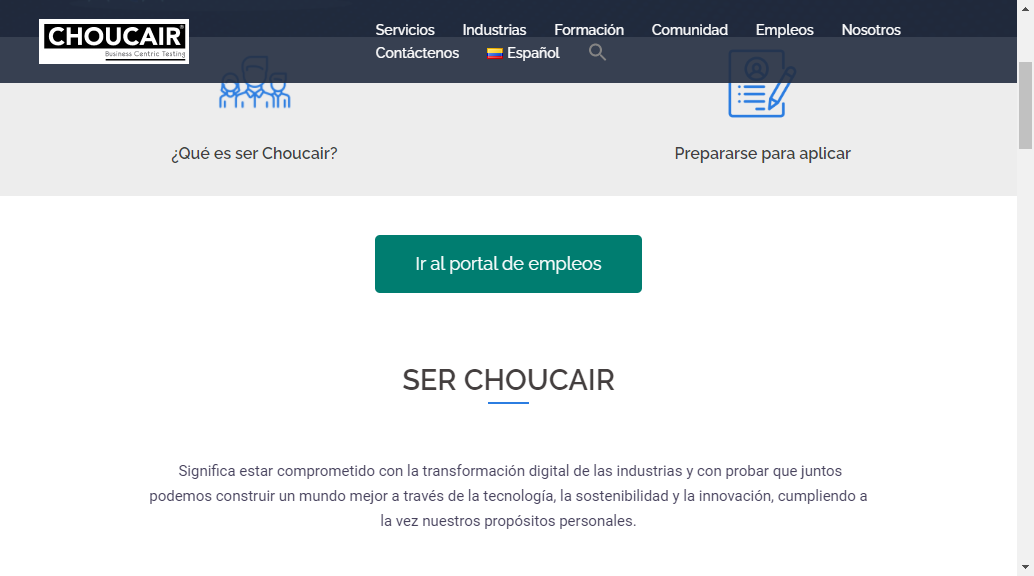 CHOUCAIR
Business Centric Testing
Servicios Industrias Formación Comunidad Empleos Nosotros
Contáctenos Español
¿Qué es ser Choucair?
Prepararse para aplicar
Ir al portal de empleos
SER CHOUCAIR
Significa estar comprometido con la transformación digital de las industrias y con probar que juntos
podemos construir un mundo mejor a través de la tecnología, la sostenibilidad y la innovación, cumpliendo a
la vez nuestros propósitos personales.